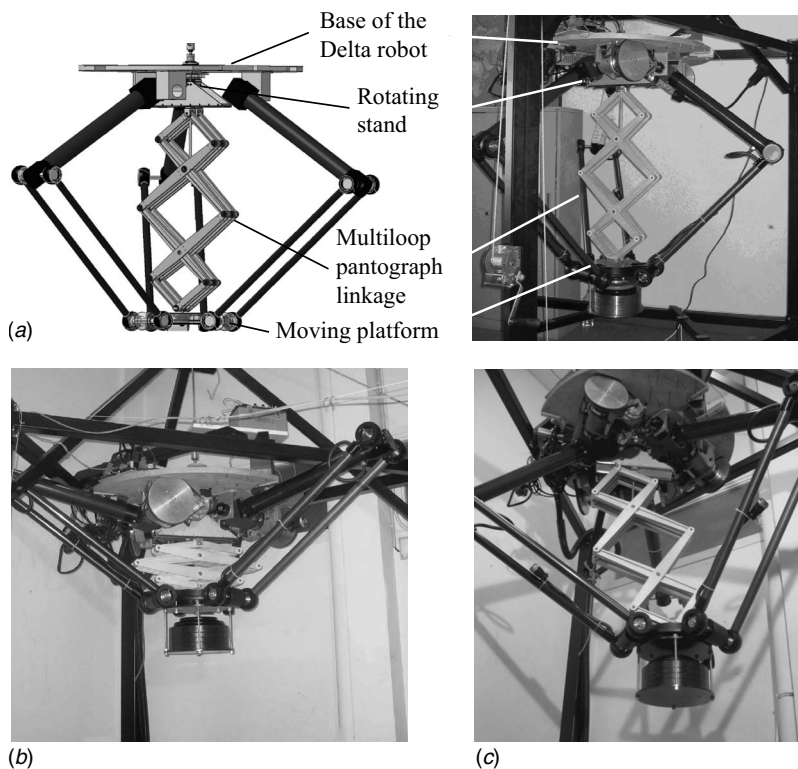 Base of the
Delta robot
Rotating
stand
Multiloop
pantograph
linkage
Moving platform
(a)
(b)
(c)